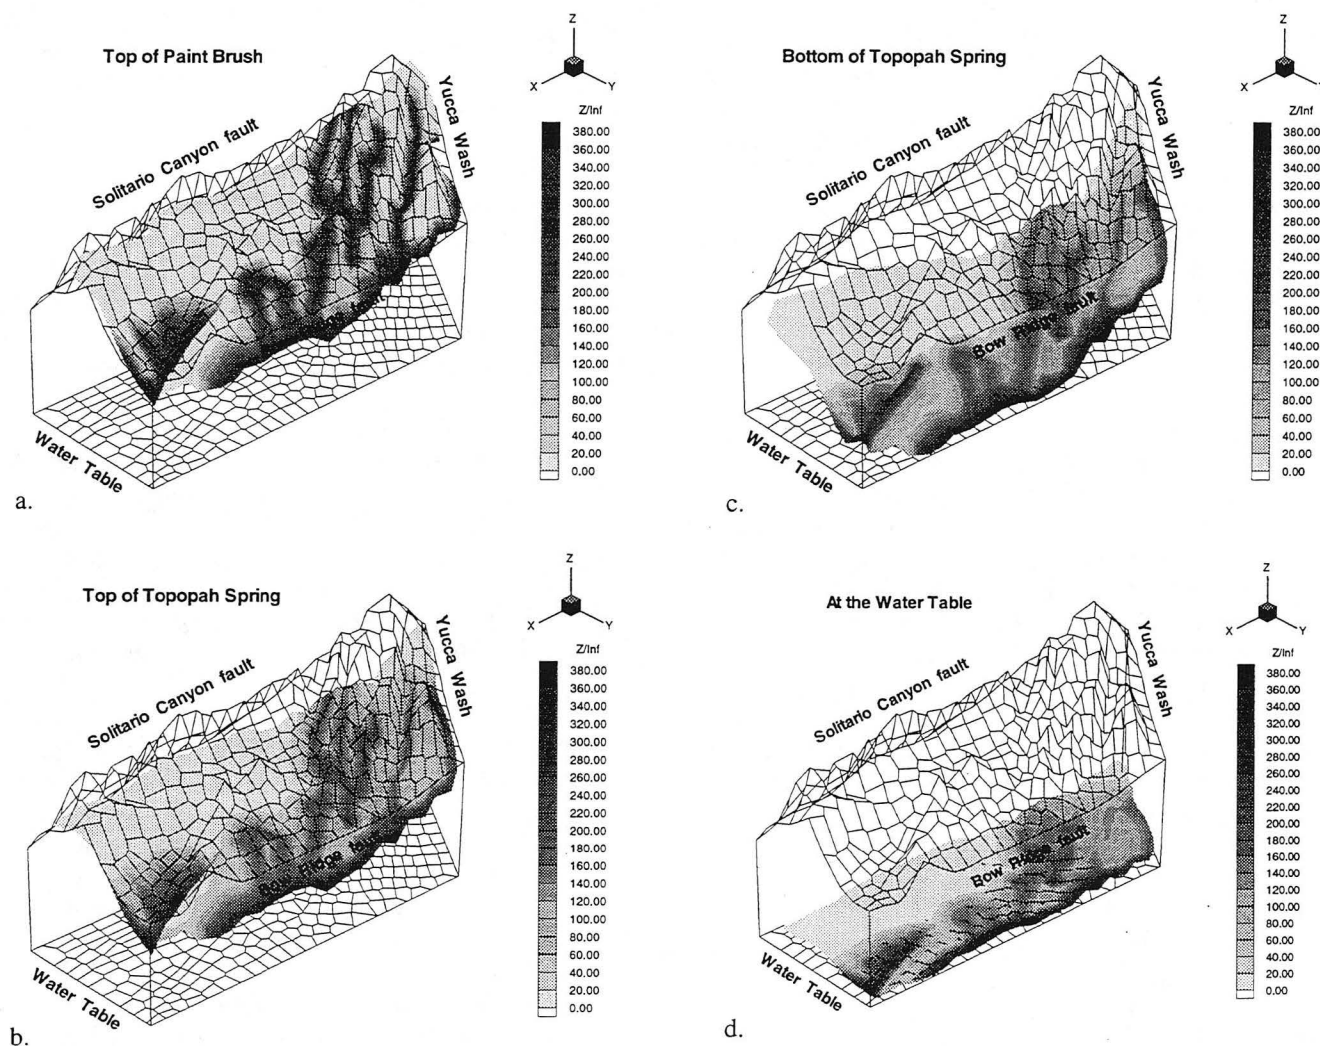 Z
Top of Paint Brush
X
Y
Z/Inf
Yucca Wash
Solitario Canyon fault
380.00
360.00
340.00
320.00
300.00
280.00
260.00
240.00
220.00
200.00
180.00
160.00
140.00
120.00
100.00
80.00
60.00
40.00
20.00
0.00
fault
Water Table
a.
Z
Bottom of Topopah Spring
X
Y
Z/Inf
Yucca Wash
Solitario Canyon fault
380.00
360.00
340.00
320.00
300.00
280.00
260.00
240.00
220.00
200.00
180.00
160.00
140.00
120.00
100.00
80.00
60.00
40.00
20.00
0.00
Bow Ridge fault
Water Table
c.
Z
Top of Topopah Spring
X
Y
Z/Inf
Yucca Wash
Solitario Canyon fault
380.00
360.00
340.00
320.00
300.00
280.00
260.00
240.00
220.00
200.00
180.00
160.00
140.00
120.00
100.00
80.00
60.00
40.00
20.00
0.00
Bow Ridge fault
Water Table
b.
Z
At the Water Table
X
Y
Z/Inf
Yucca Wash
Solitario Canyon fault
380.00
360.00
340.00
320.00
300.00
280.00
260.00
240.00
220.00
200.00
180.00
160.00
140.00
120.00
100.00
80.00
60.00
40.00
20.00
0.00
Bow Ridge fault
Water Table
d.